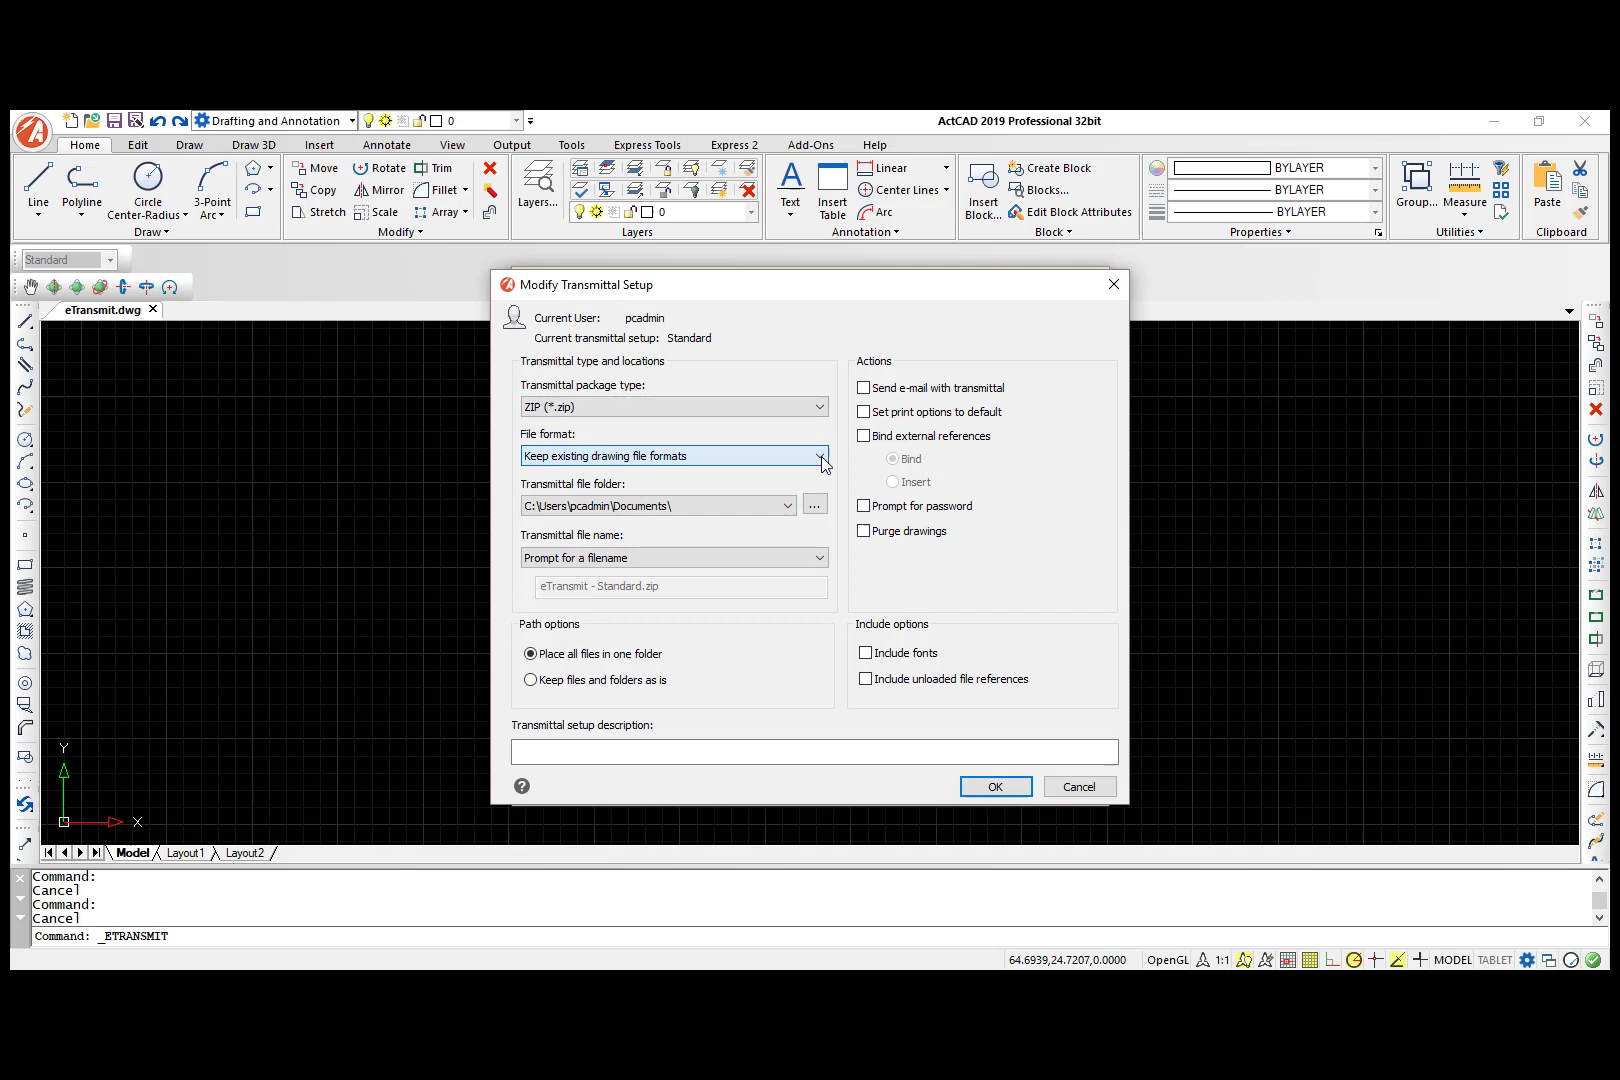 Drafting and Annotation 0 ActCAD 2019 Professional 32bit
Home Edit Draw Draw 3D Insert Annotate View Output Tools Express Tools Express 2 Add-Ons Help
Line
Polyline
Circle
Center-Radius
3-Point
Arc
Draw
Move Rotate Trim
Copy Mirror Fillet
Stretch Scale Array
Modify
Layers...
0
Layers
Text
Insert
Table
Linear
Center Lines
Arc
Annotation
Insert
Block...
Create Block
Blocks...
Edit Block Attributes
Block
BYLAYER
BYLAYER
BYLAYER
Properties
Group...
Measure
Utilities
Paste
Clipboard
Standard
eTransmit.dwg
Modify Transmittal Setup
Current User: pcadmin
Current transmittal setup: Standard
Transmittal type and locations
Transmittal package type:
ZIP (*.zip)
File format:
Keep existing drawing file formats
Transmittal file folder:
C:\Users\pcadmin\Documents\ ...
Transmittal file name:
Prompt for a filename
eTransmit - Standard.zip
Actions
Send e-mail with transmittal
Set print options to default
Bind external references
Bind
Insert
Prompt for password
Purge drawings
Path options
Place all files in one folder
Keep files and folders as is
Include options
Include fonts
Include unloaded file references
Transmittal setup description:
OK Cancel
Y
X
Model Layout1 Layout2
Command:
Cancel
Command:
Cancel
Command: _ETRANSMIT
64.6939,24.7207,0.0000 OpenGL 1:1 MODEL TABLET